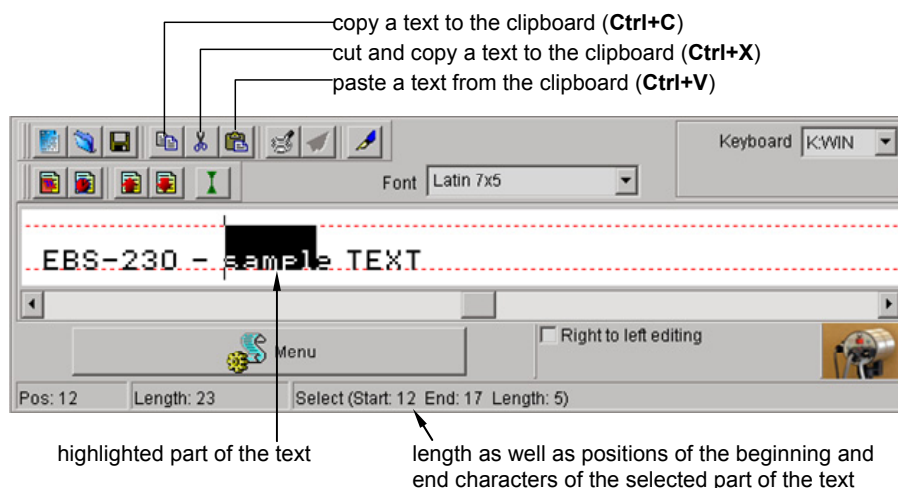 copy a text to the clipboard (Ctrl+C)
cut and copy a text to the clipboard (Ctrl+X)
paste a text from the clipboard (Ctrl+V)
Keyboard K:WIN
Font Latin 7x5
EBS-230 - sample TEXT
Menu
Right to left editing
Pos: 12 Length: 23 Select (Start: 12 End: 17 Length: 5)
highlighted part of the text
length as well as positions of the beginning and
end characters of the selected part of the text